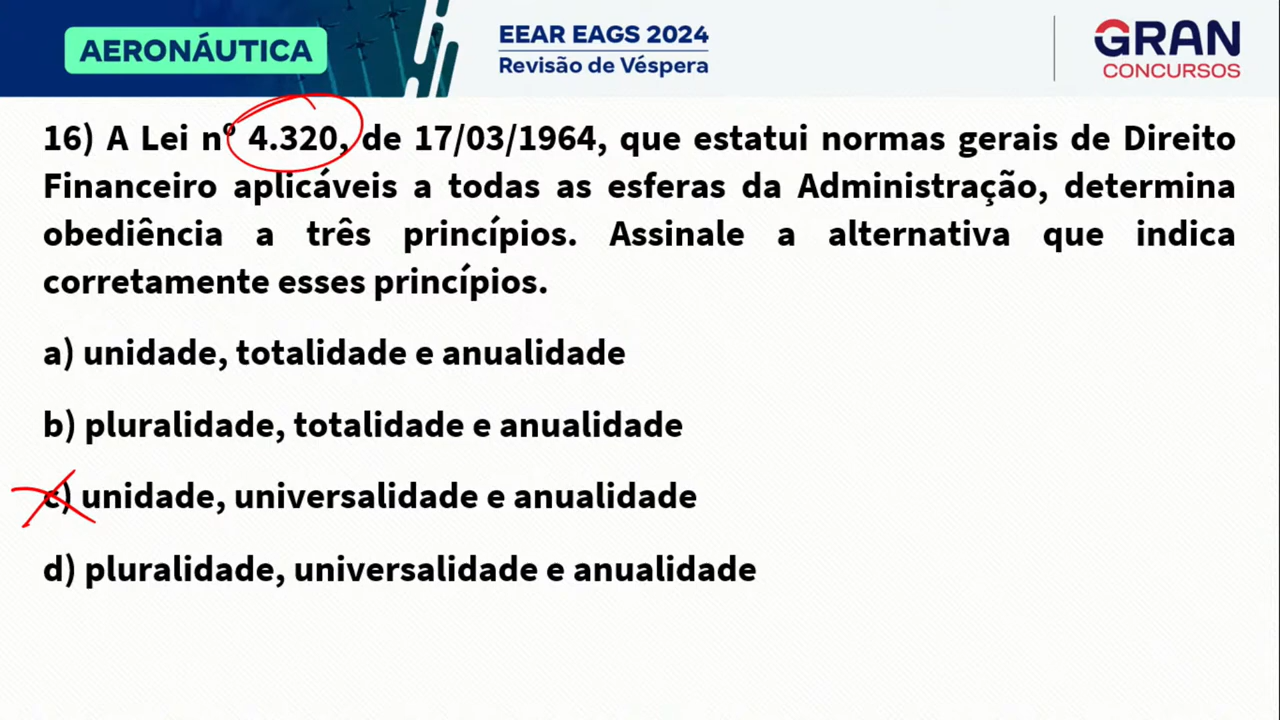 AERONÁUTICA
EEAR EAGS 2024
Revisão de Véspera
GRAN
CONCURSOS
16) A Lei nº 4.320, de 17/03/1964, que estatui normas gerais de Direito
Financeiro aplicáveis a todas as esferas da Administração, determina
obediência a três princípios. Assinale a alternativa que indica
corretamente esses princípios.
a) unidade, totalidade e anualidade
b) pluralidade, totalidade e anualidade
c) unidade, universalidade e anualidade
d) pluralidade, universalidade e anualidade